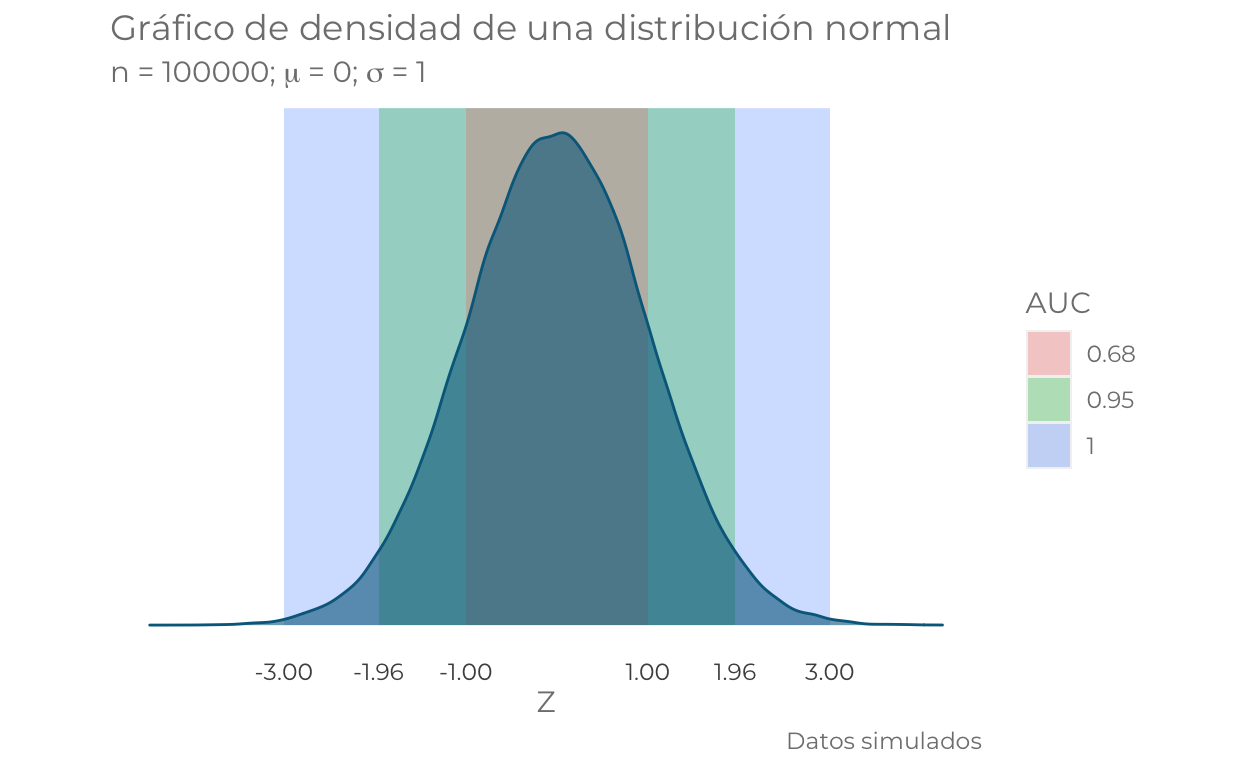 Gráfico de densidad de una distribución normal
n = 100000; μ = 0; σ = 1
AUC
0.68
0.95
1
-3.00 -1.96 -1.00 1.00 1.96 3.00
Z
Datos simulados